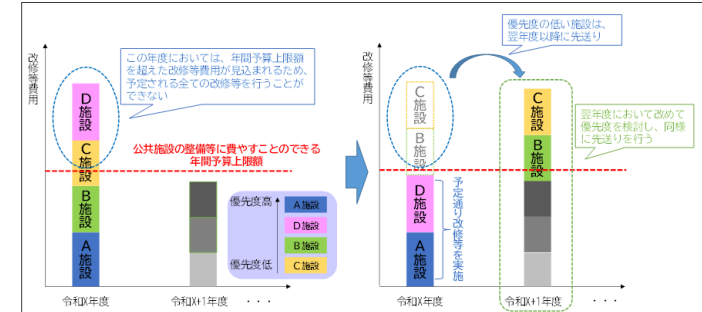 改修等費用
この年度においては、年間予算上限額
を超えた改修等費用が見込まれるため、
予定される全ての改修等を行うことが
できない
D施設
C施設
B施設
A施設
公共施設の整備等に費やすことのできる
年間予算上限額
優先度高
優先度低
A施設
D施設
B施設
C施設
令和X年度
令和X+1年度
・・・
改修等費用
優先度の低い施設は、
翌年度以降に先送り
C施設
B施設
D施設
A施設
予定通り改修等を実施
C施設
B施設
翌年度において改めて
優先度を検討し、同様
に先送りを行う
令和X年度
令和X+1年度
・・・